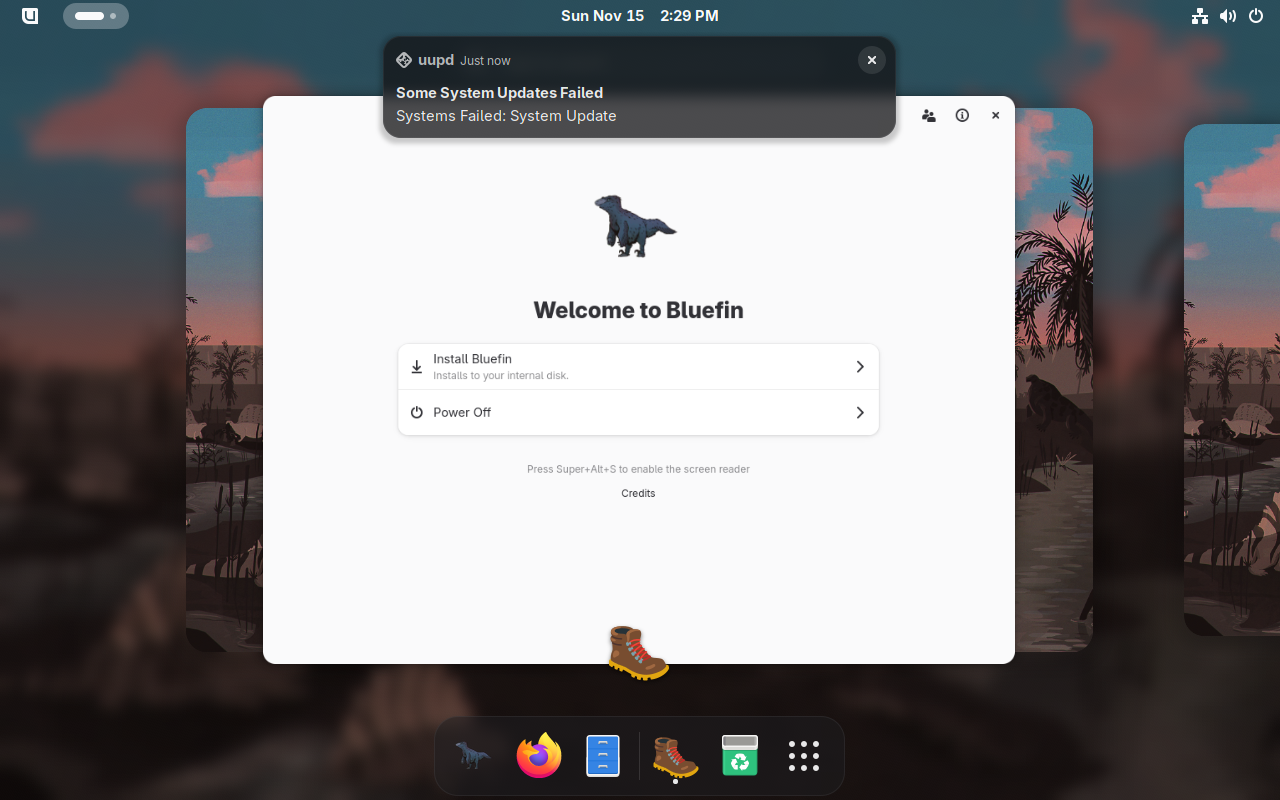 Sun Nov 15 2:29 PM
uupd Just now
Some System Updates Failed
Systems Failed: System Update
Welcome to Bluefin
Install Bluefin
Installs to your internal disk.
Power Off
Press Super+Alt+S to enable the screen reader
Credits